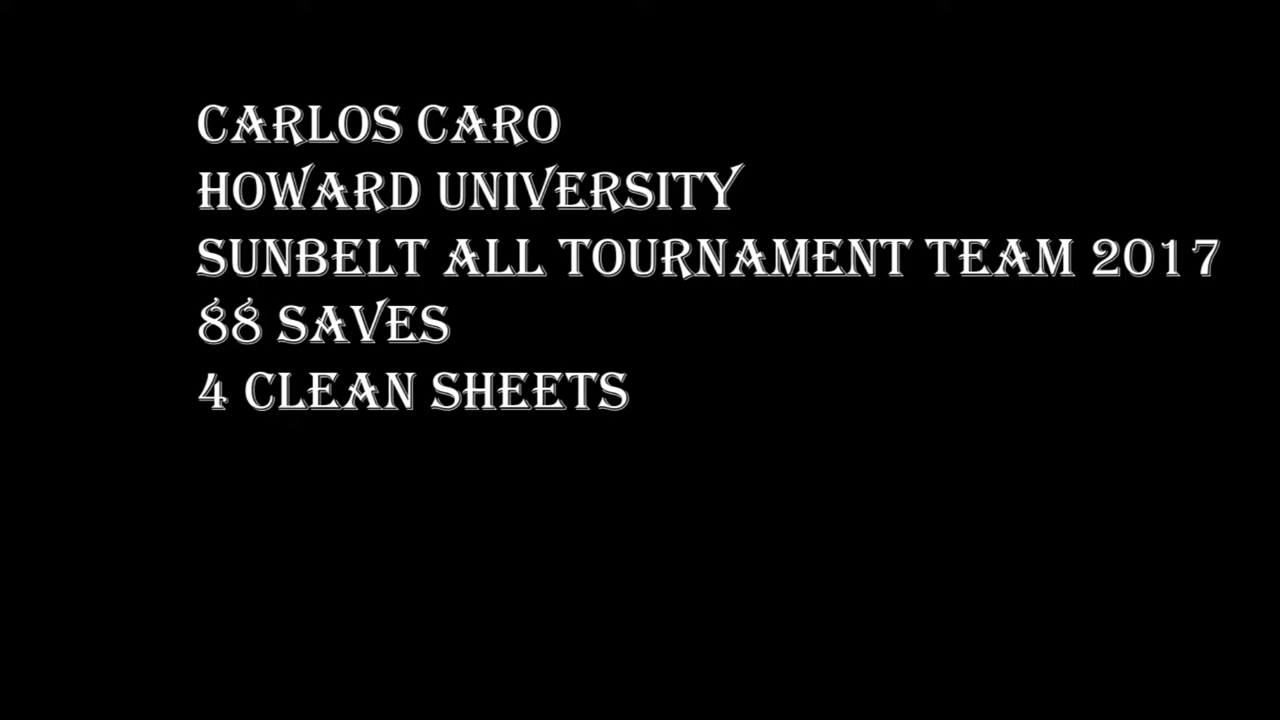 CARLOS CARO
HOWARD UNIVERSITY
SUNBELT ALL TOURNAMENT TEAM 2017
88 SAVES
4 CLEAN SHEETS